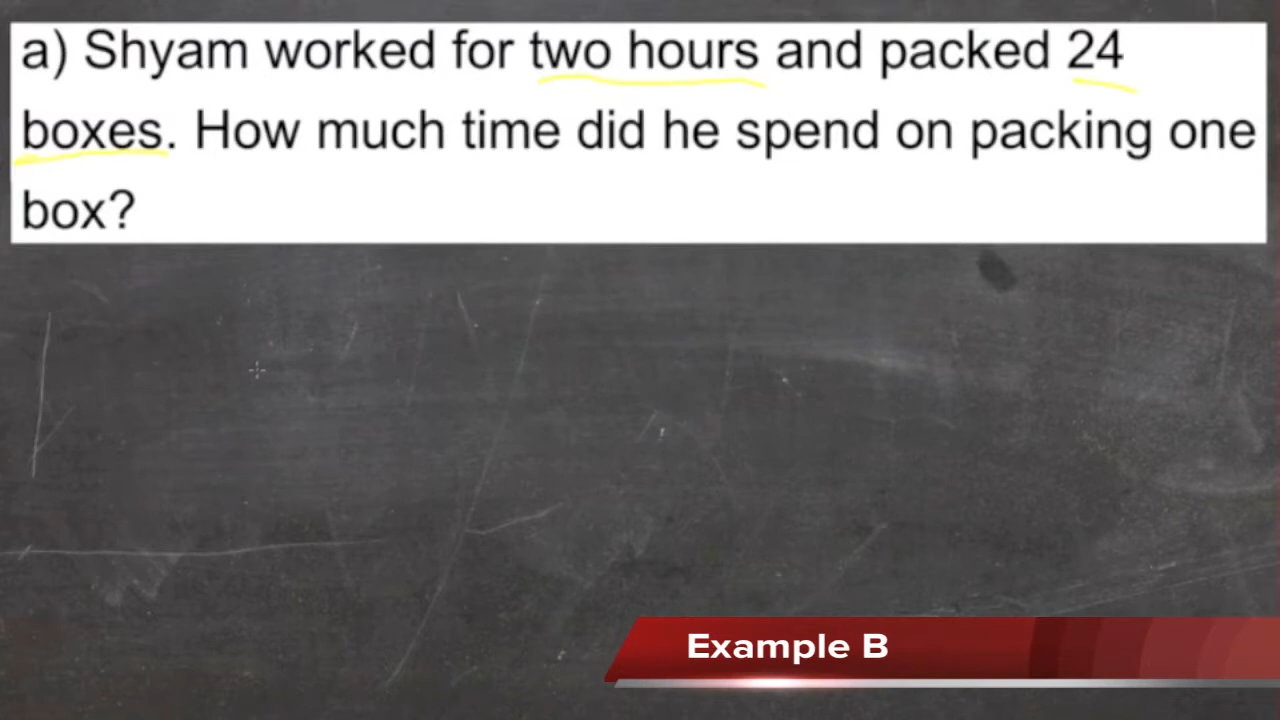 a) Shyam worked for two hours and packed 24
boxes. How much time did he spend on packing one
box?
Example B